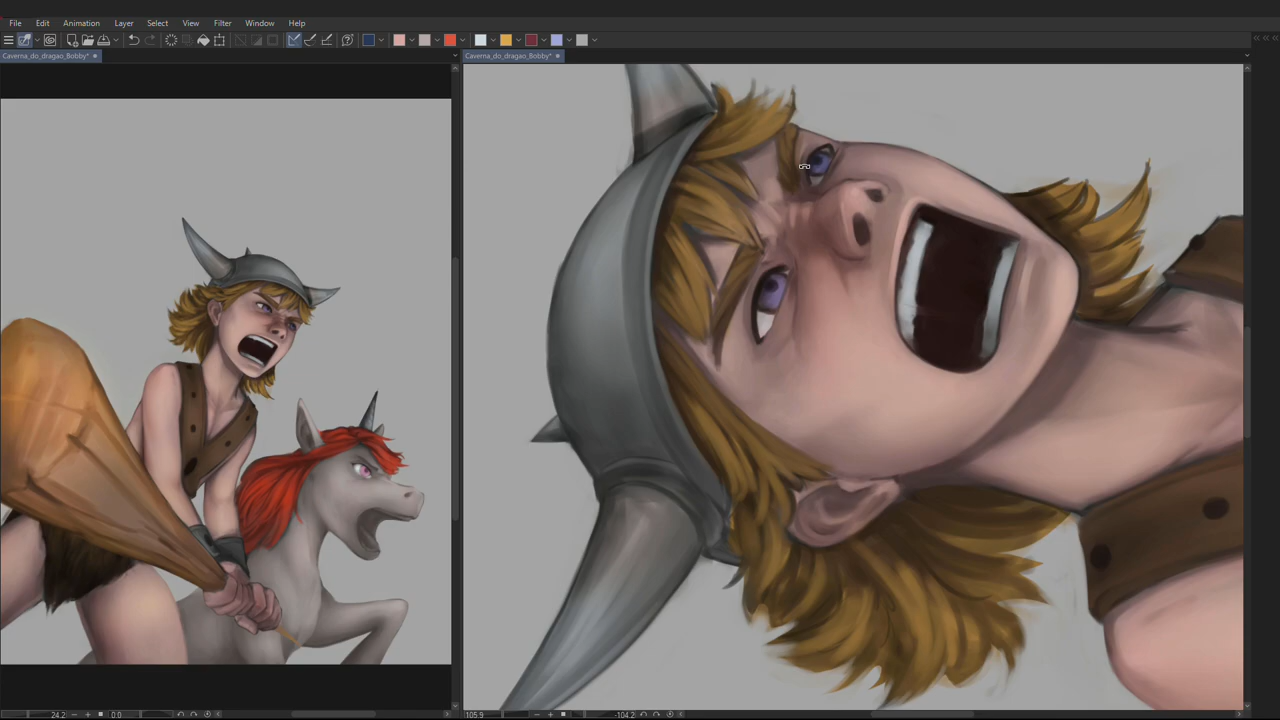 File Edit Animation Layer Select View Filter Window Help
Caverna_do_dragao_Bobby* Caverna_do_dragao_Bobby*
24.2 0.0 105.9 -104.2